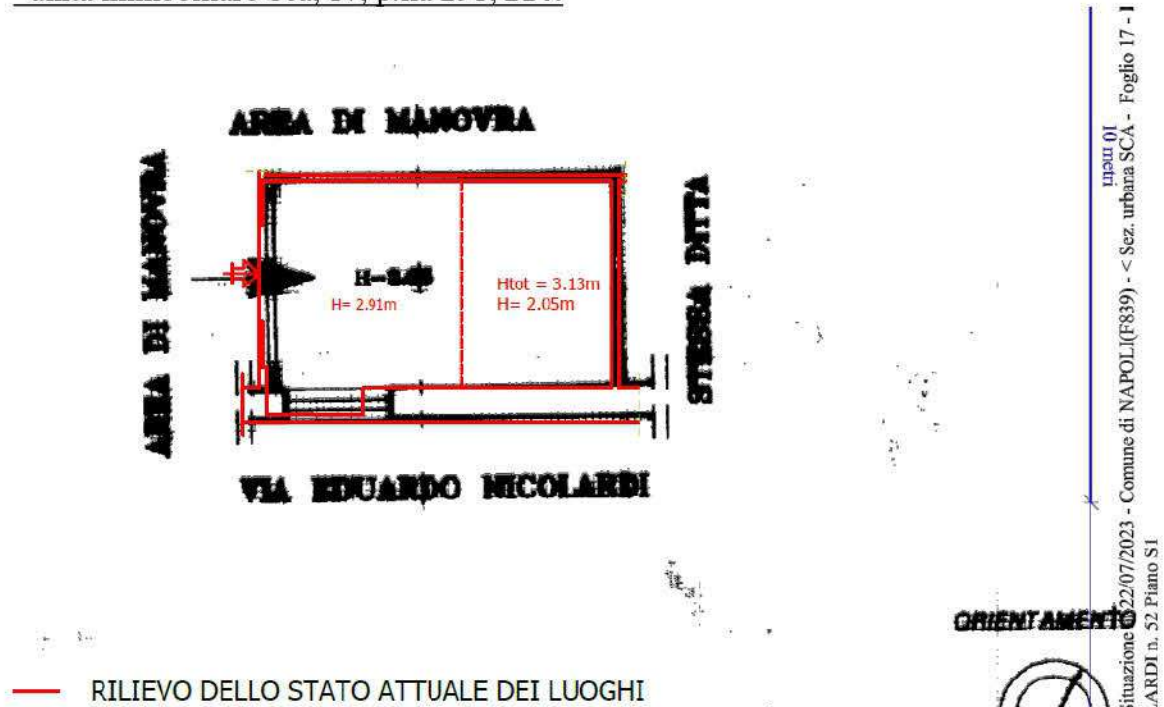 AREA DI MANOVRA
AREA DI MANOVRA
H= 2.91m
Htot = 3.13m
H= 2.05m
STESSA DITTA
VIA EDUARDO NICOLARDI
ORIENTAMENTO
RILIEVO DELLO STATO ATTUALE DEI LUOGHI
10 metri
Situazione 22/07/2023 - Comune di NAPOLI(F839) - < Sez. urbana SCA - Foglio 17 -
ARDI n. 52 Piano S1